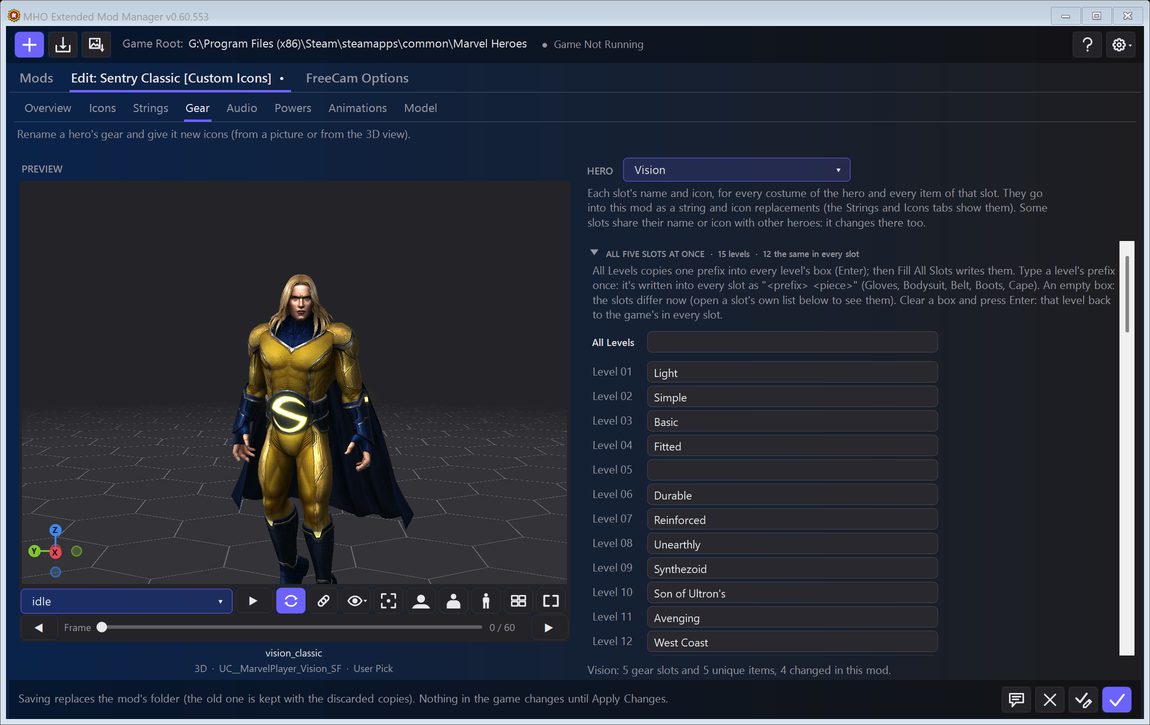 MHO Extended Mod Manager v0.60.553
Game Root: G:\Program Files (x86)\Steam\steamapps\common\Marvel Heroes ● Game Not Running
?
Mods Edit: Sentry Classic [Custom Icons] • FreeCam Options
Overview Icons Strings Gear Audio Powers Animations Model
Rename a hero's gear and give it new icons (from a picture or from the 3D view).
PREVIEW
S
Z
Y X
idle
Frame 0 / 60
vision_classic
3D · UC__MarvelPlayer_Vision_SF · User Pick
HERO Vision
Each slot's name and icon, for every costume of the hero and every item of that slot. They go
into this mod as a string and icon replacements (the Strings and Icons tabs show them). Some
slots share their name or icon with other heroes: it changes there too.
ALL FIVE SLOTS AT ONCE · 15 levels · 12 the same in every slot
All Levels copies one prefix into every level's box (Enter); then Fill All Slots writes them. Type a level's prefix
once: it's written into every slot as "<prefix> <piece>" (Gloves, Bodysuit, Belt, Boots, Cape). An empty box:
the slots differ now (open a slot's own list below to see them). Clear a box and press Enter: that level back
to the game's in every slot.
All Levels
Level 01 Light
Level 02 Simple
Level 03 Basic
Level 04 Fitted
Level 05
Level 06 Durable
Level 07 Reinforced
Level 08 Unearthly
Level 09 Synthezoid
Level 10 Son of Ultron's
Level 11 Avenging
Level 12 West Coast
Vision: 5 gear slots and 5 unique items, 4 changed in this mod.
Saving replaces the mod's folder (the old one is kept with the discarded copies). Nothing in the game changes until Apply Changes.